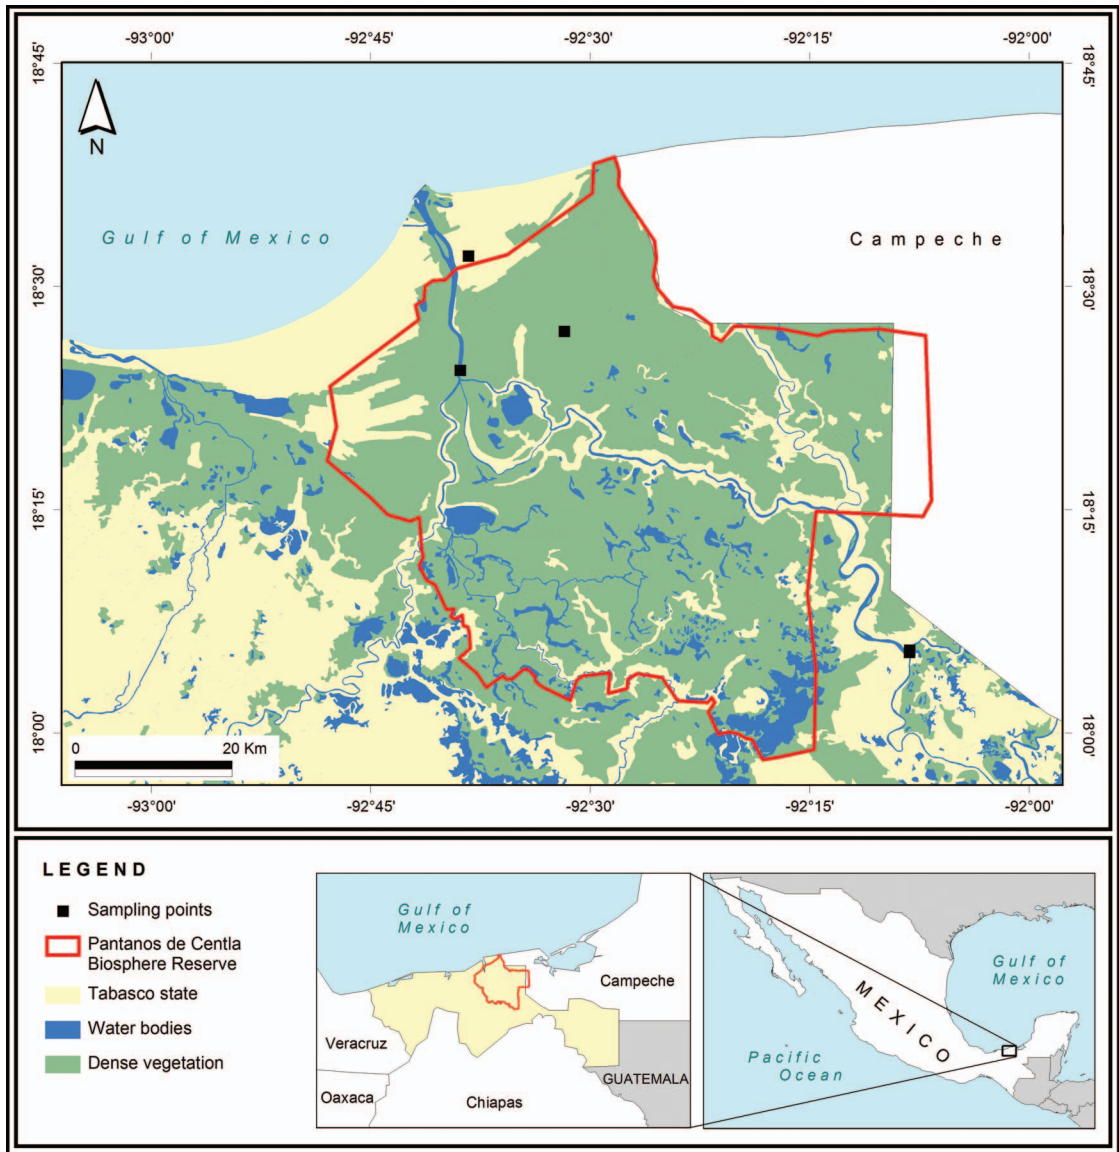 -93°00' -92°45' -92°30' -92°15' -92°00'
18°45' 18°45'
N
Gulf of Mexico
Campeche
18°30' 18°30'
18°15' 18°15'
18°00' 18°00'
0 20 Km
-93°00' -92°45' -92°30' -92°15' -92°00'
LEGEND
Sampling points
Pantanos de Centla
Biosphere Reserve
Tabasco state
Water bodies
Dense vegetation
Gulf of
Mexico
Campeche
Veracruz
GUATEMALA
Oaxaca
Chiapas
Gulf of
Mexico
MEXICO
Pacific
Ocean